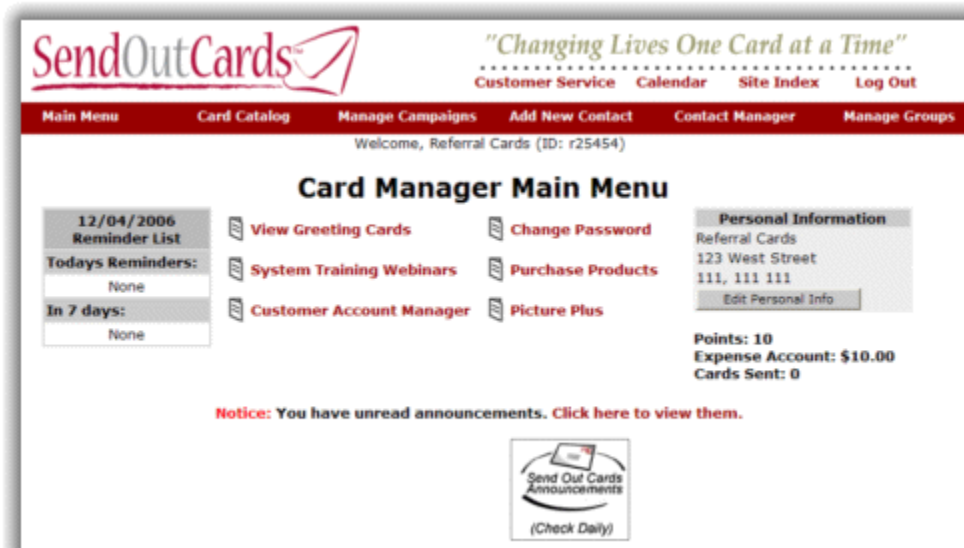 SendOutCards™
"Changing Lives One Card at a Time"
Customer Service Calendar Site Index Log Out
Main Menu Card Catalog Manage Campaigns Add New Contact Contact Manager Manage Groups
Welcome, Referral Cards (ID: r25454)
Card Manager Main Menu
12/04/2006
Reminder List
Todays Reminders:
None
In 7 days:
None
View Greeting Cards
System Training Webinars
Customer Account Manager
Change Password
Purchase Products
Picture Plus
Personal Information
Referral Cards
123 West Street
111, 111 111
Edit Personal Info
Points: 10
Expense Account: $10.00
Cards Sent: 0
Notice: You have unread announcements. Click here to view them.
Send Out Cards
Announcements
(Check Daily)